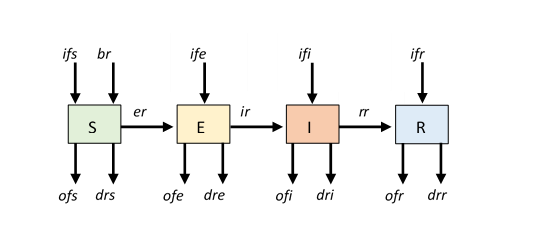 ifs br ife ifi ifr
er ir rr
S E I R
ofs drs ofe dre ofi dri ofr drr